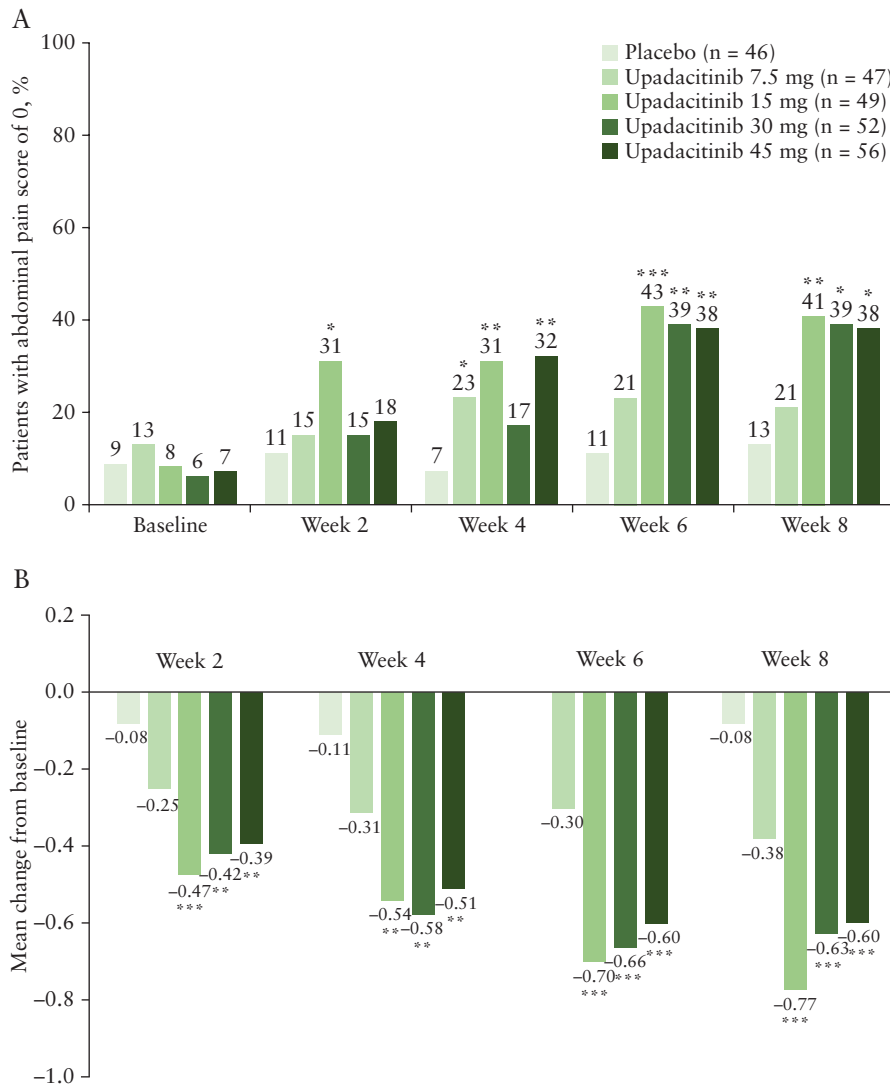 A
Patients with abdominal pain score of 0, %
100
80
60
40
20
0
Placebo (n = 46)
Upadacitinib 7.5 mg (n = 47)
Upadacitinib 15 mg (n = 49)
Upadacitinib 30 mg (n = 52)
Upadacitinib 45 mg (n = 56)
9 13 8 6 7
11 15 * 31 15 18
7 * 23 ** 31 17 ** 32
11 21 *** 43 ** 39 ** 38
13 21 ** 41 * 39 * 38
Baseline Week 2 Week 4 Week 6 Week 8
B
Mean change from baseline
0.2
0.0
–0.2
–0.4
–0.6
–0.8
–1.0
Week 2 Week 4 Week 6 Week 8
–0.08 –0.25 –0.47 *** –0.42 ** –0.39 **
–0.11 –0.31 –0.54 ** –0.58 ** –0.51 **
–0.30 –0.70 *** –0.66 *** –0.60 ***
–0.08 –0.38 –0.77 *** –0.63 *** –0.60 ***